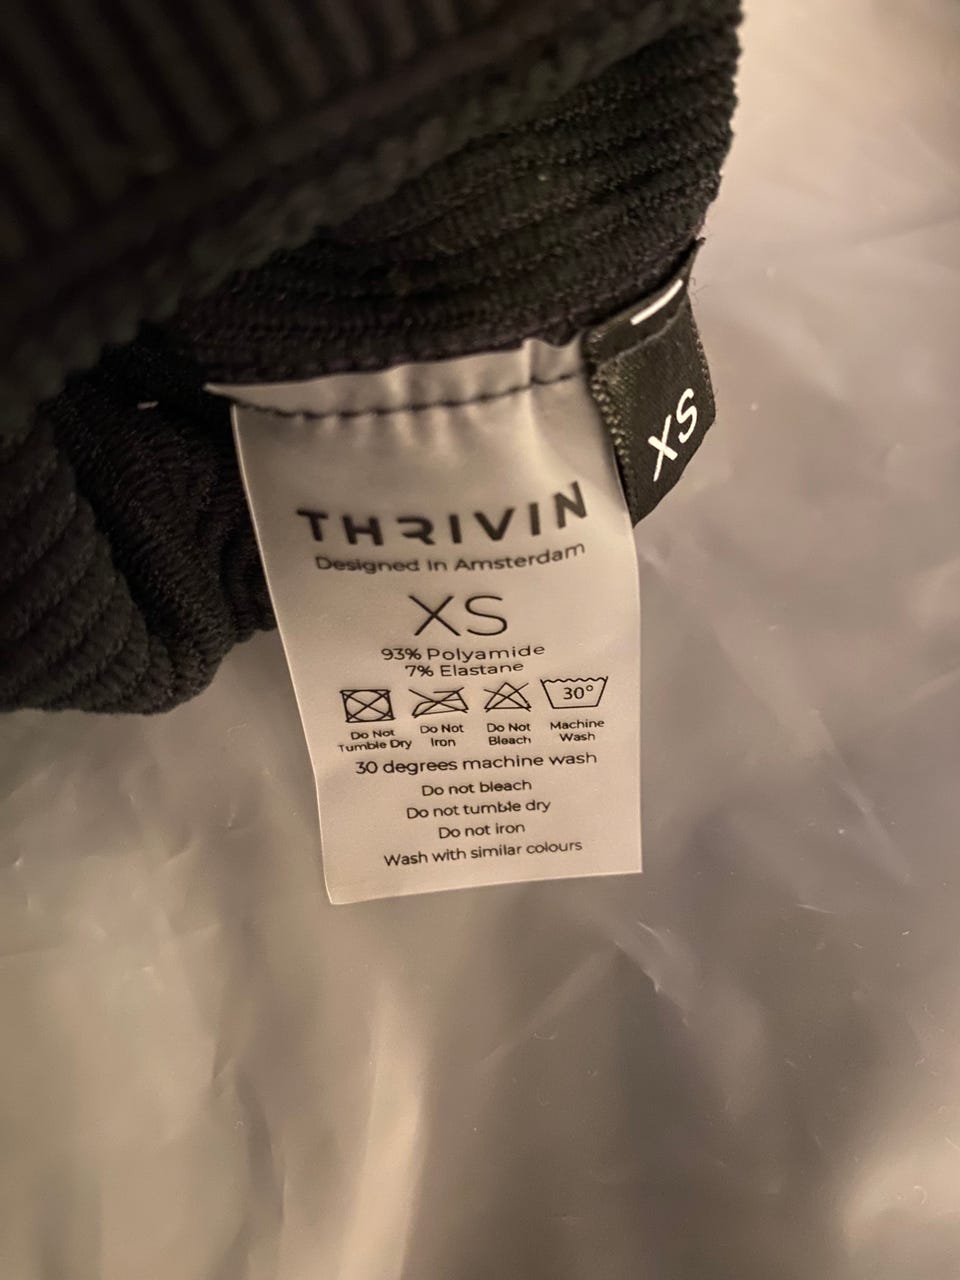 XS
THRIVIN
Designed In Amsterdam
XS
93% Polyamide
7% Elastane
30°
Do Not
Tumble Dry
Do Not
Iron
Do Not
Bleach
Machine
Wash
30 degrees machine wash
Do not bleach
Do not tumble dry
Do not iron
Wash with similar colours